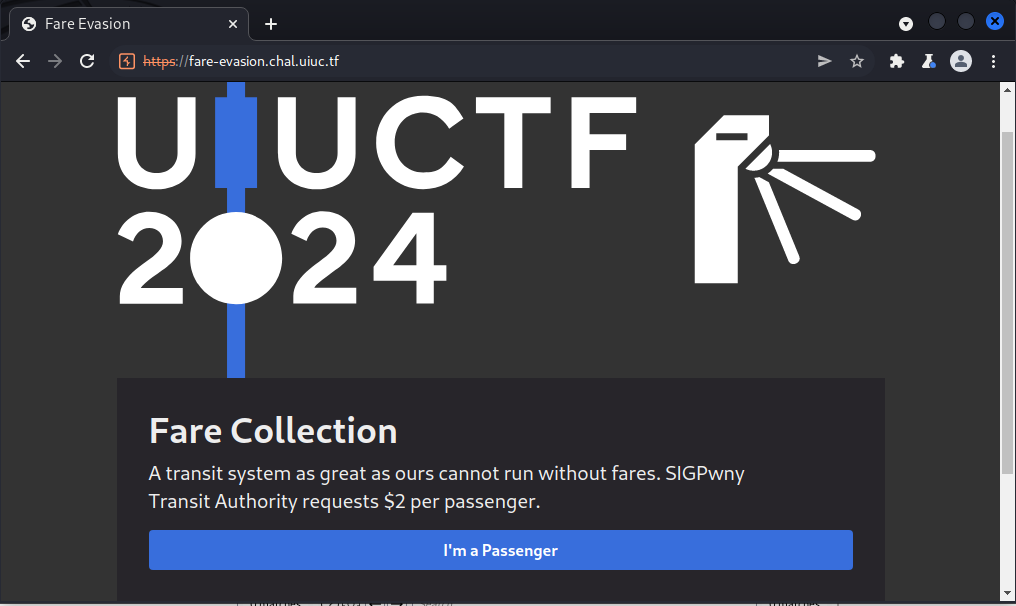 Fare Evasion
https://fare-evasion.chal.uiuc.tf
UIUCTF
2024
Fare Collection
A transit system as great as ours cannot run without fares. SIGPwny
Transit Authority requests $2 per passenger.
I'm a Passenger